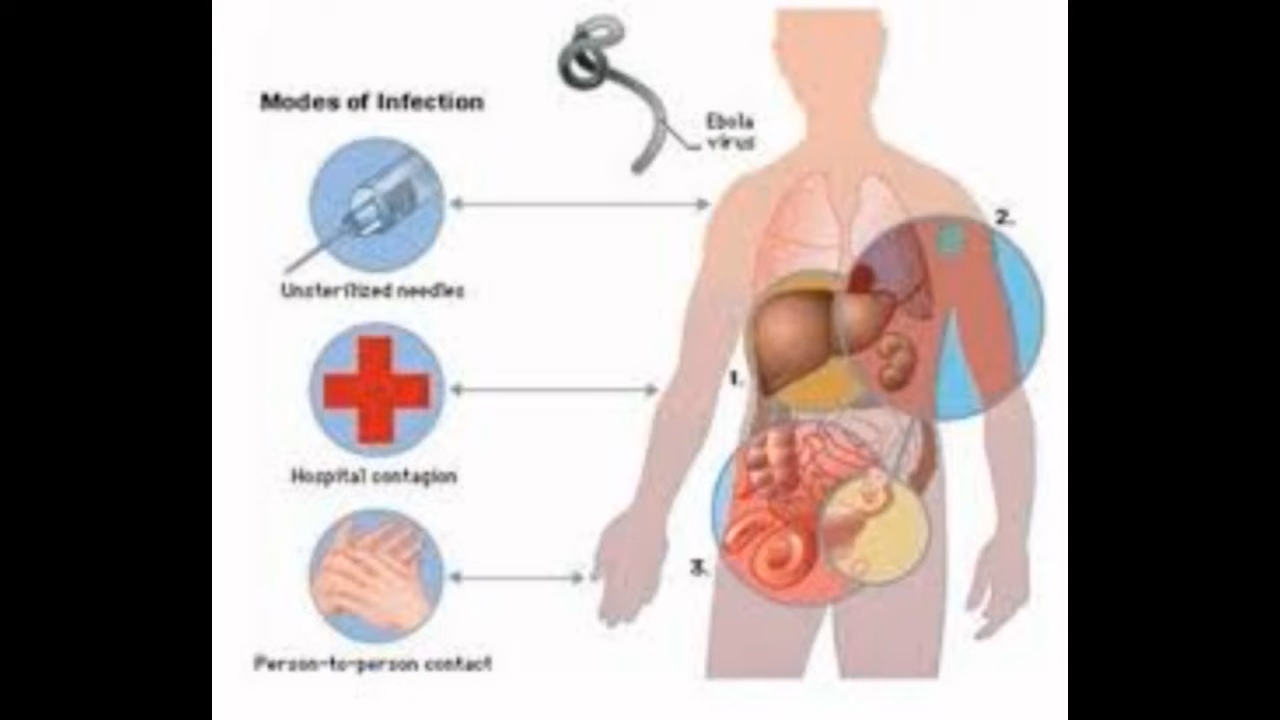 Modes of Infection
Ebola
virus
Unsterilized needles
Hospital contagion
Person-to-person contact
1.
2.
3.